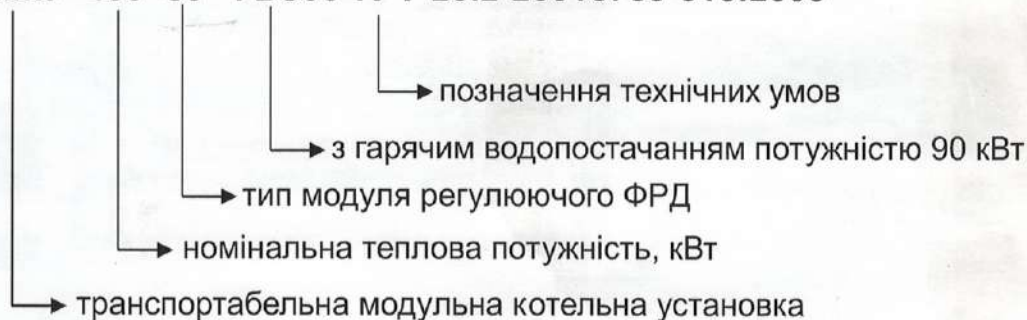 позначення технічних умов
з гарячим водопостачанням потужністю 90 кВт
тип модуля регулюючого ФРД
номінальна теплова потужність, кВт
транспортабельна модульна котельна установка